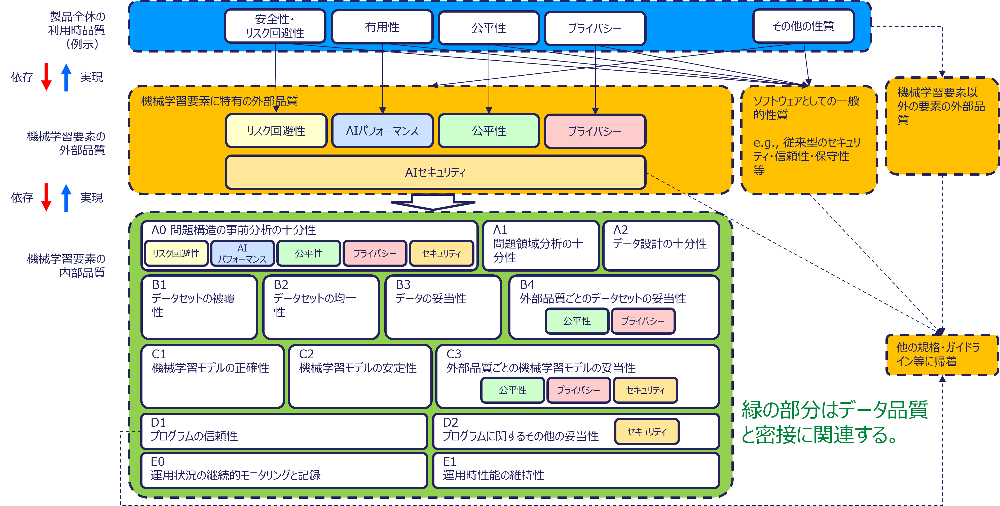 製品全体の
利用時品質
（例示）
安全性・
リスク回避性
有用性
公平性
プライバシー
その他の性質
依存
実現
機械学習要素の
外部品質
機械学習要素に特有の外部品質
リスク回避性
AIパフォーマンス
公平性
プライバシー
AIセキュリティ
ソフトウェアとしての一般
的性質
e.g., 従来型のセキュリ
ティ・信頼性・保守性
等
機械学習要素以
外の要素の外部品
質
依存
実現
機械学習要素の
内部品質
A0 問題構造の事前分析の十分性
リスク回避性
AI
パフォーマンス
公平性
プライバシー
セキュリティ
A1
問題領域分析の十
分性
A2
データ設計の十分性
B1
データセットの被覆
性
B2
データセットの均一
性
B3
データの妥当性
B4
外部品質ごとのデータセットの妥当性
公平性
プライバシー
C1
機械学習モデルの正確性
C2
機械学習モデルの安定性
C3
外部品質ごとの機械学習モデルの妥当性
公平性
プライバシー
セキュリティ
D1
プログラムの信頼性
D2
プログラムに関するその他の妥当性
セキュリティ
E0
運用状況の継続的モニタリングと記録
E1
運用時性能の維持性
他の規格・ガイドラ
イン等に帰着
緑の部分はデータ品質
と密接に関連する。